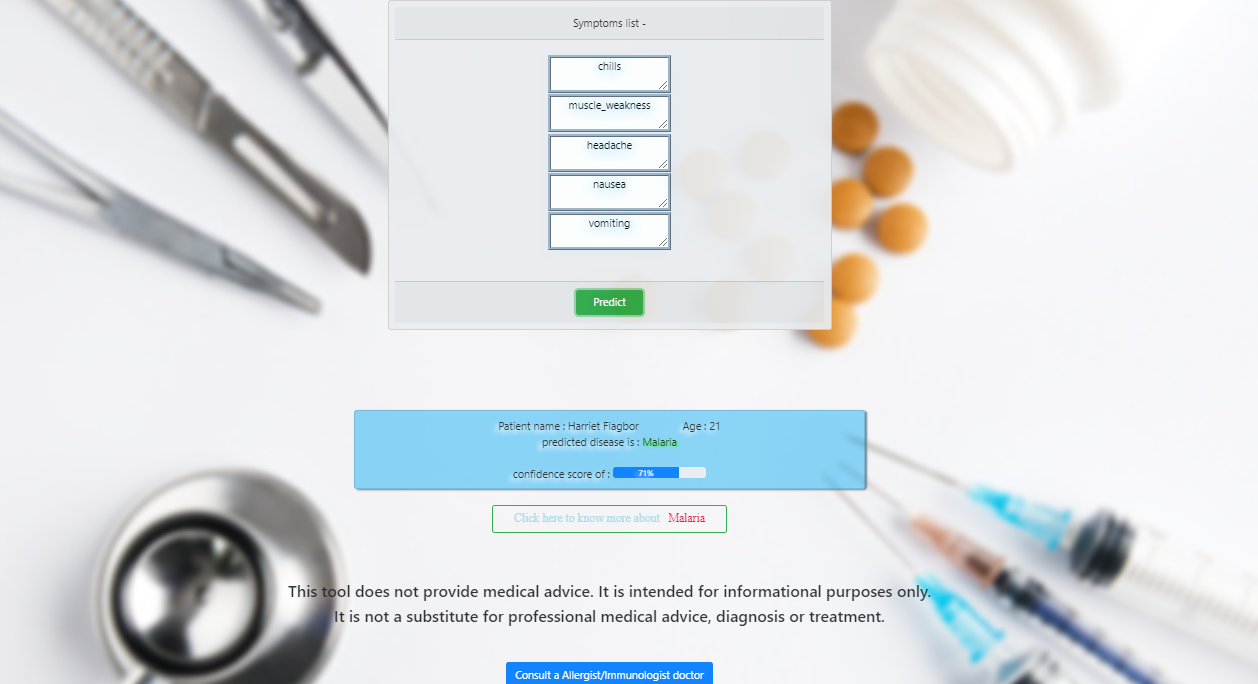 Symptoms list -
chills
muscle_weakness
headache
nausea
vomiting
Predict
Patient name : Harriet Fiagbor Age : 21
predicted disease is : Malaria
confidence score of : 71%
Click here to know more about Malaria
This tool does not provide medical advice. It is intended for informational purposes only.
It is not a substitute for professional medical advice, diagnosis or treatment.
Consult a Allergist/Immunologist doctor